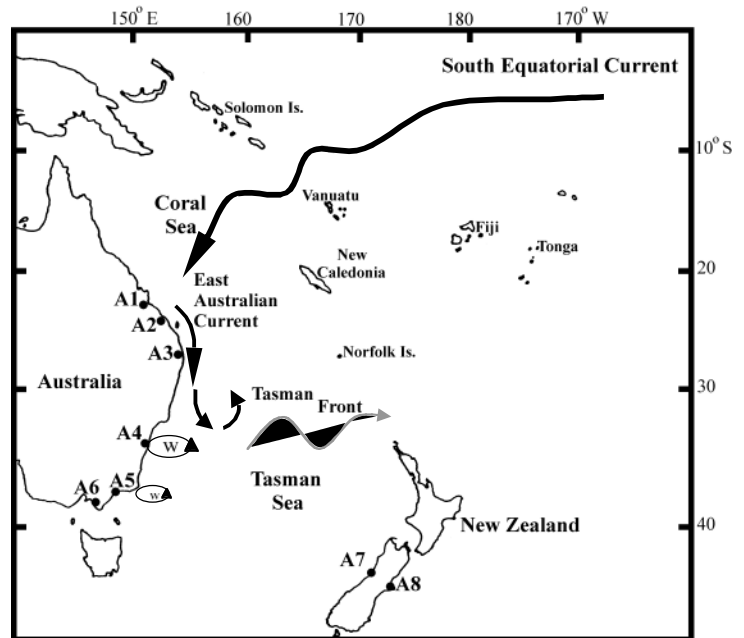 150° E 160 170 180 170° W
South Equatorial Current
Solomon Is.
10° S
Coral
Sea
Vanuatu
Fiji
Tonga
New
Caledonia
20
East
Australian
Current
A1
A2
A3
Norfolk Is.
Australia
30
Tasman
Front
A4
W
Tasman
Sea
A5
A6
w
New Zealand
40
A7
A8